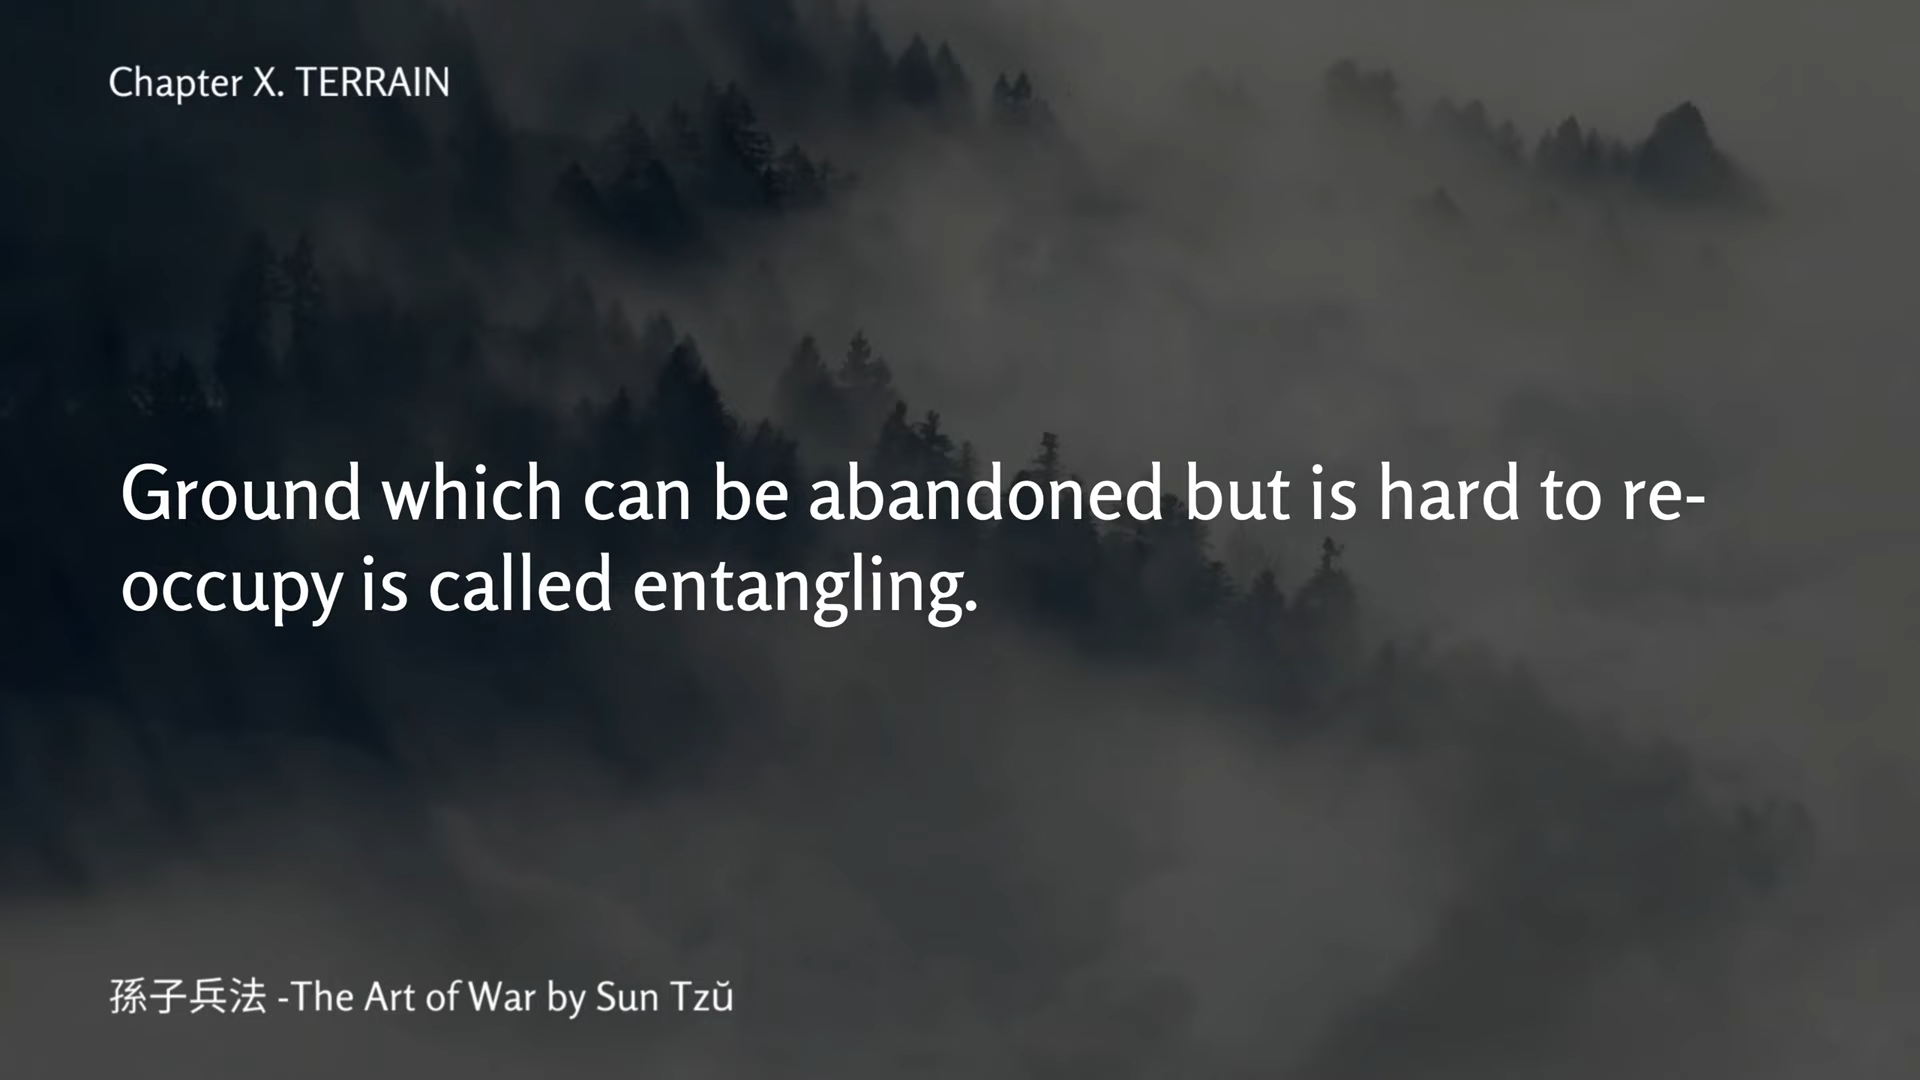 Chapter X. TERRAIN
Ground which can be abandoned but is hard to re-
occupy is called entangling.
孫子兵法 -The Art of War by Sun Tzŭ